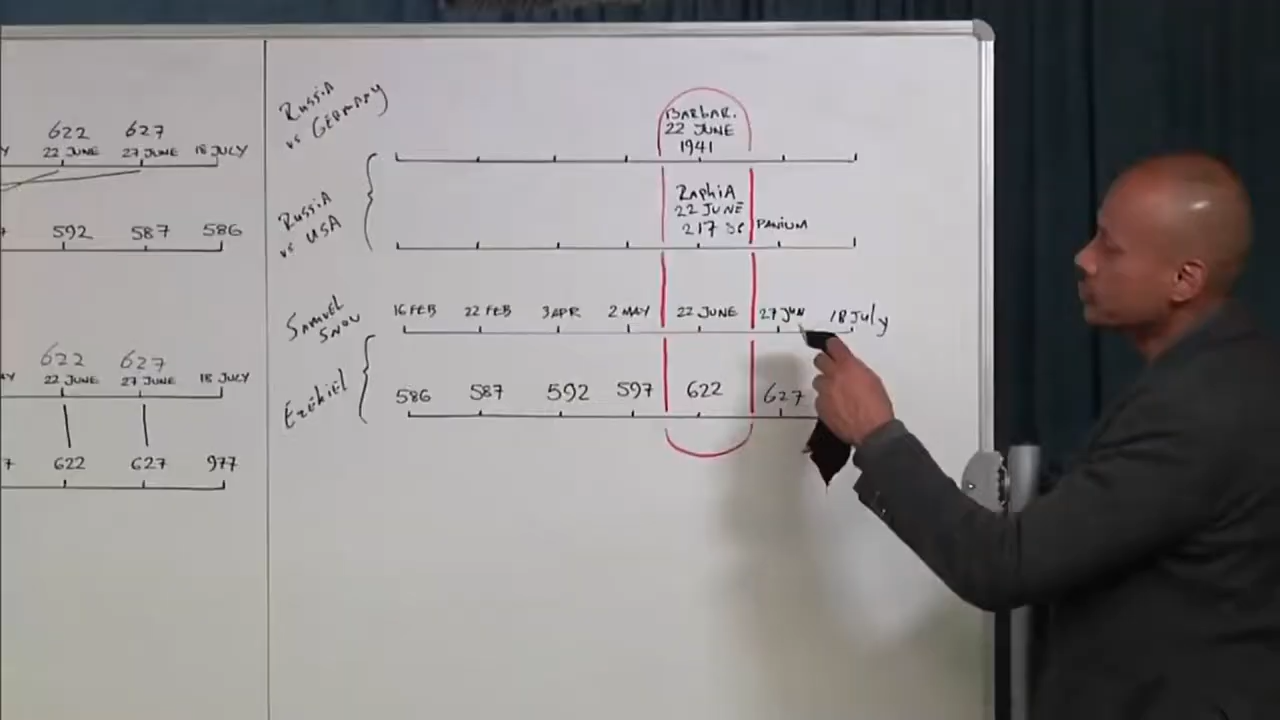 622 627
22 JUNE 27 JUNE 18 JULY
592 587 586
622 627
22 JUNE 27 JUNE 18 JULY
7 622 627 977
RUSSIA
VS GERMANY
BARBAR.
22 JUNE
1941
RUSSIA
VS USA
RAPHIA
22 JUNE
217 BC
PANIUM
SAMUEL
SNOW
16 FEB 22 FEB 3 APR 2 MAY 22 JUNE 27 JUN 18 July
EZEKIEL
586 587 592 597 622 627